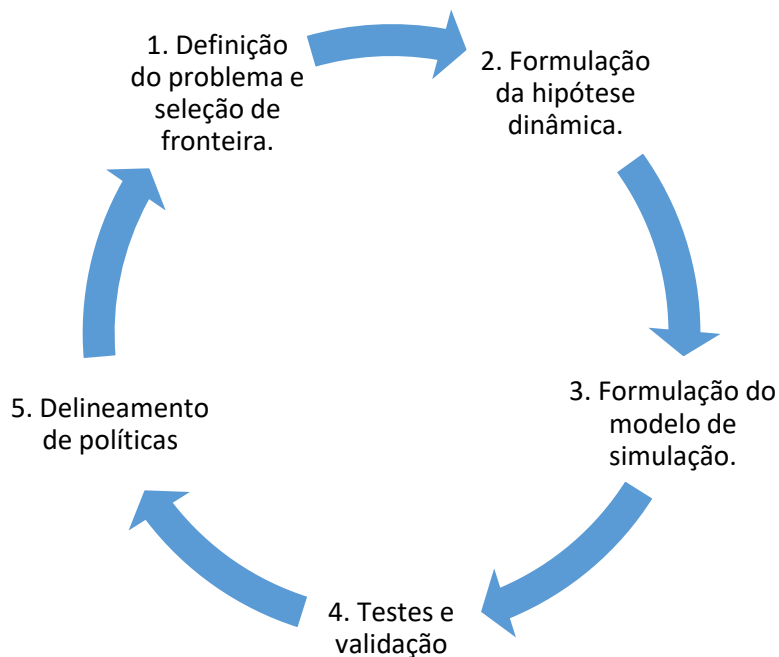 1. Definição
do problema e
seleção de
fronteira.
2. Formulação
da hipótese
dinâmica.
3. Formulação do
modelo de
simulação.
4. Testes e
validação
5. Delineamento
de políticas